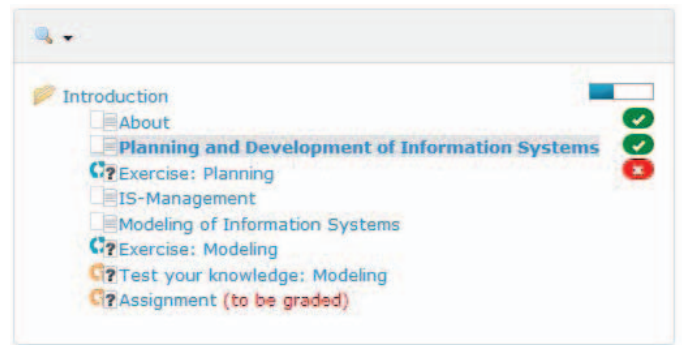 Introduction
About
Planning and Development of Information Systems
?Exercise: Planning
IS-Management
Modeling of Information Systems
?Exercise: Modeling
?Test your knowledge: Modeling
?Assignment (to be graded)